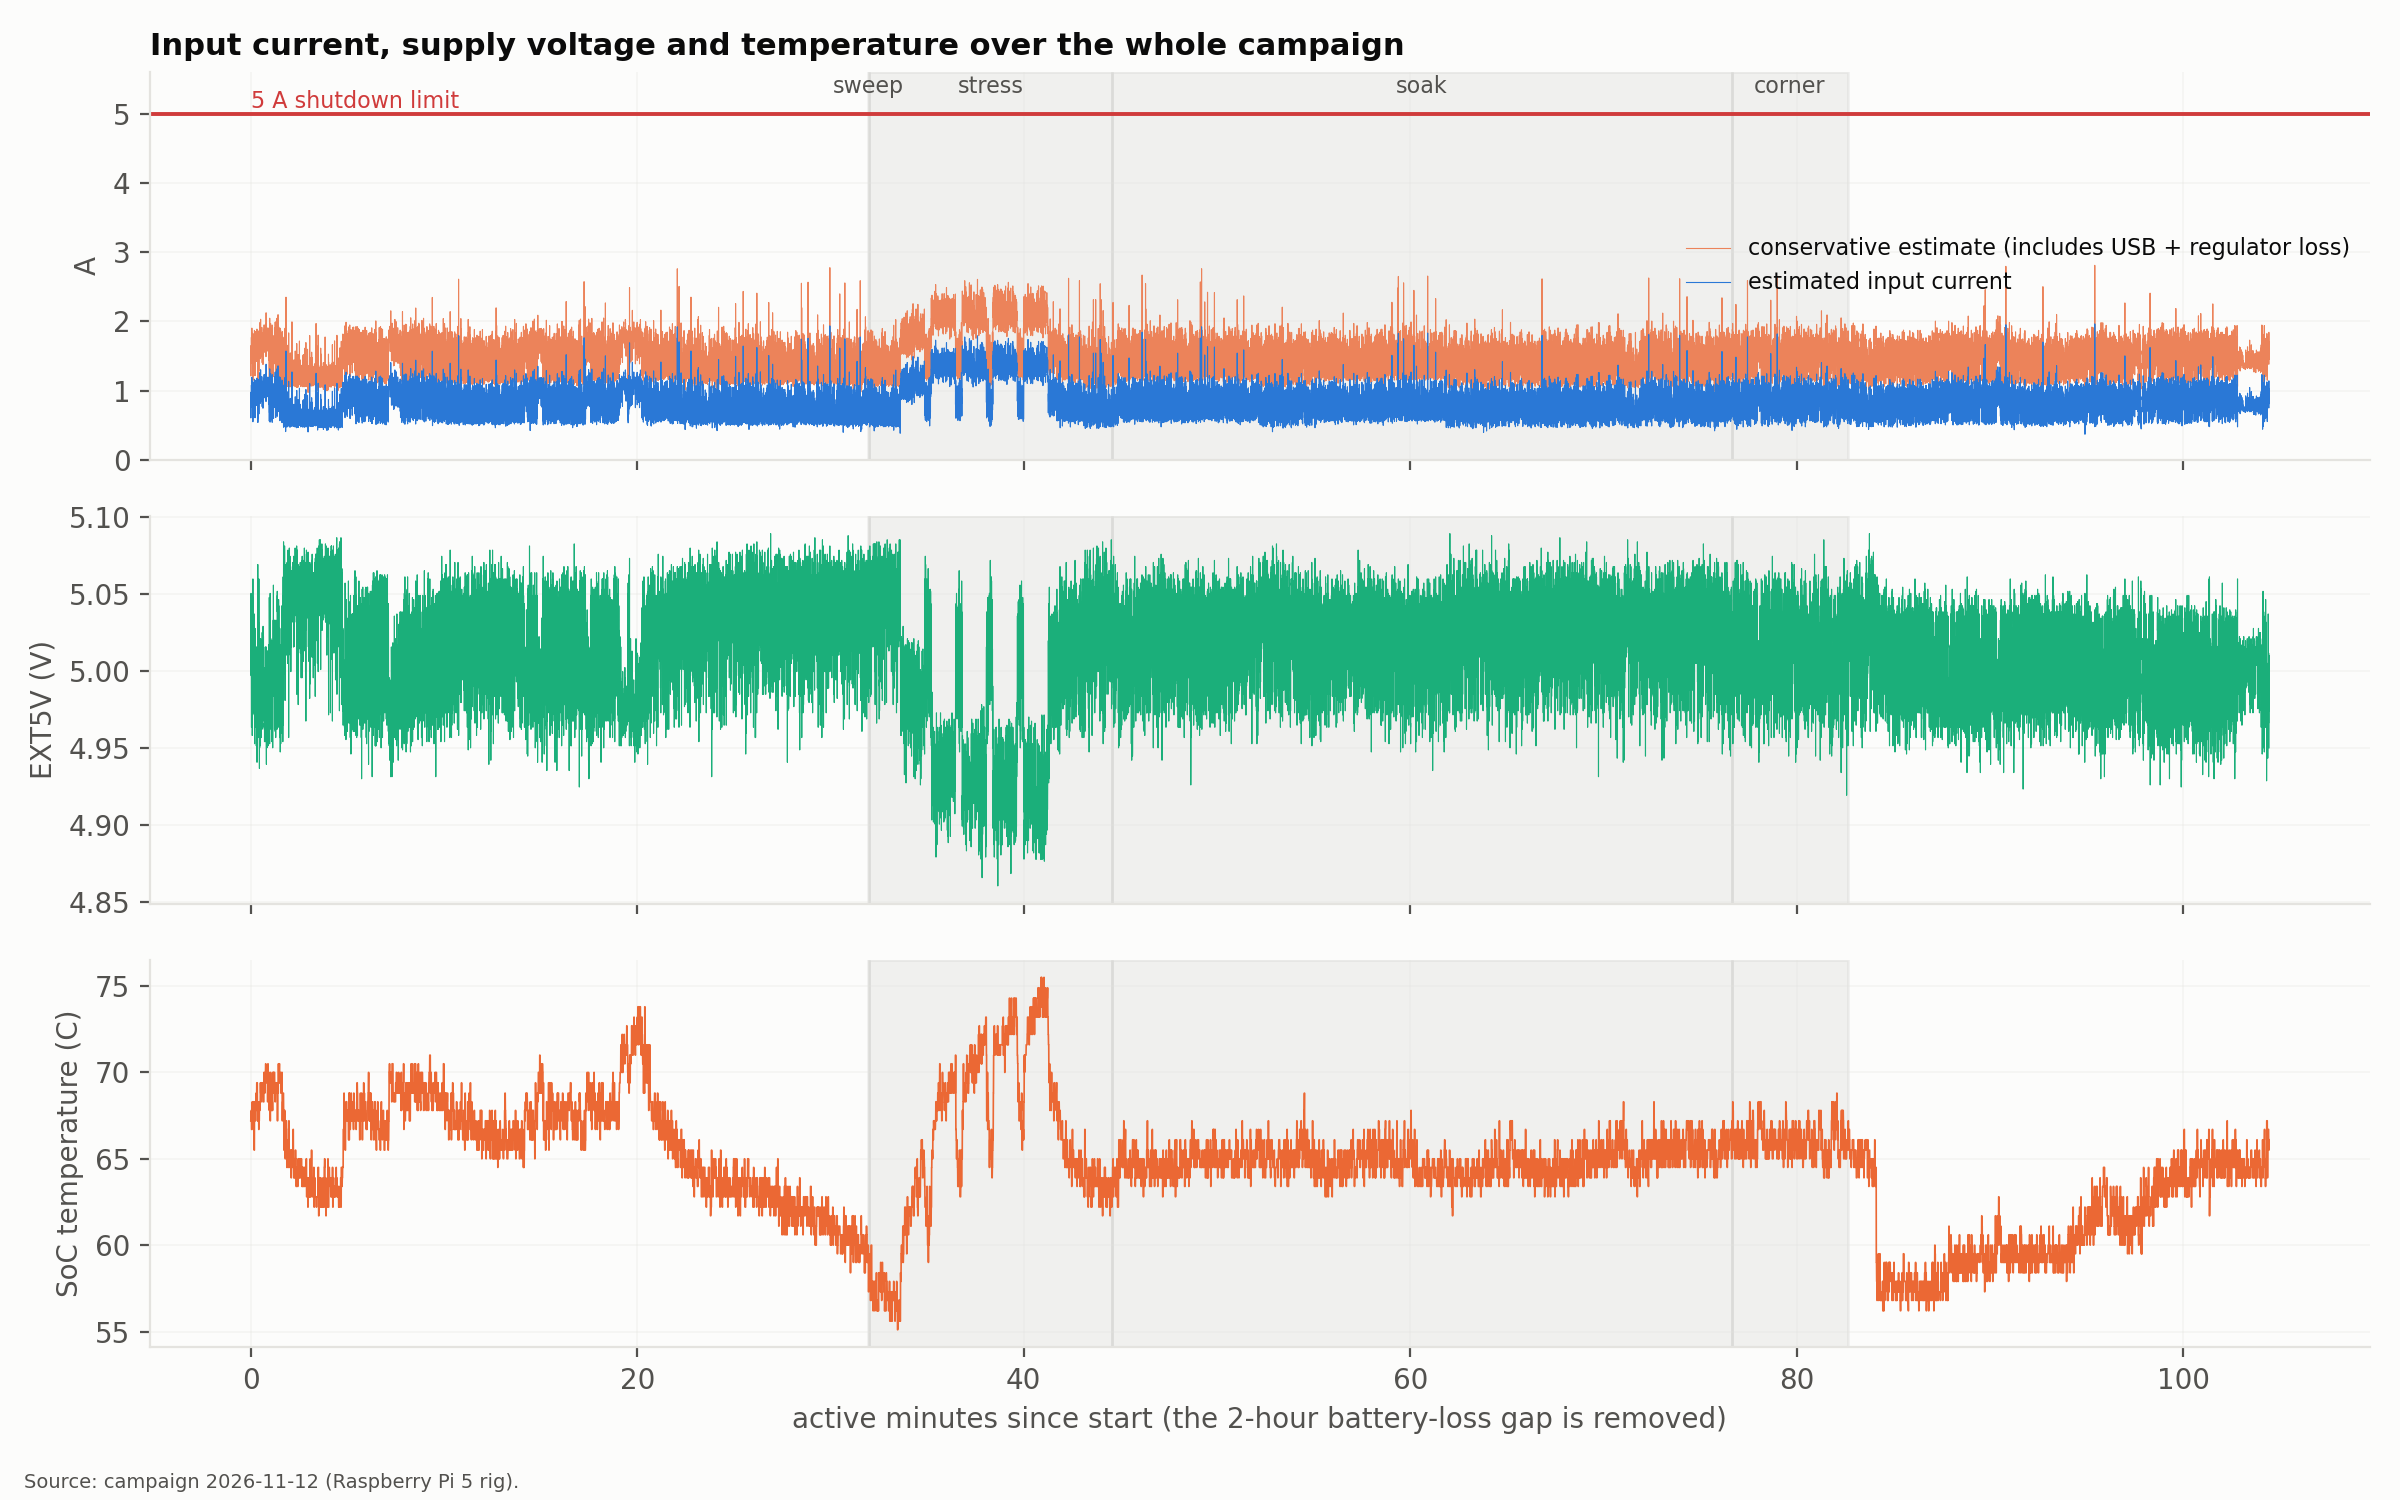 Input current, supply voltage and temperature over the whole campaign
sweep stress soak corner
5 A shutdown limit
5
4
3
2
1
0
A
conservative estimate (includes USB + regulator loss)
estimated input current
5.10
5.05
5.00
4.95
4.90
4.85
EXT5V (V)
75
70
65
60
55
SoC temperature (C)
0 20 40 60 80 100
active minutes since start (the 2-hour battery-loss gap is removed)
Source: campaign 2026-11-12 (Raspberry Pi 5 rig).